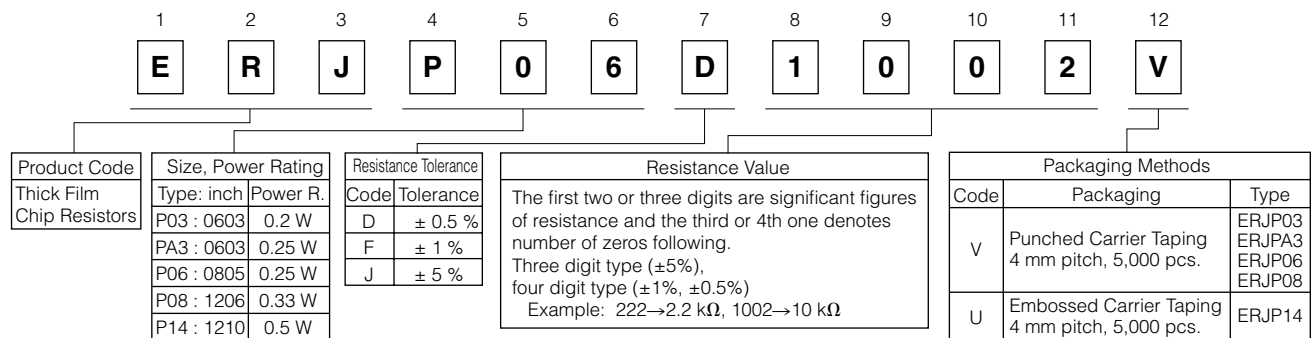 1 2 3 4 5 6 7 8 9 10 11 12
E R J P 0 6 D 1 0 0 2 V
Product Code
Thick Film
Chip Resistors
Size, Power Rating
Type: inch Power R.
P03 : 0603 0.2 W
PA3 : 0603 0.25 W
P06 : 0805 0.25 W
P08 : 1206 0.33 W
P14 : 1210 0.5 W
Resistance Tolerance
Code Tolerance
D ± 0.5 %
F ± 1 %
J ± 5 %
Resistance Value
The first two or three digits are significant figures
of resistance and the third or 4th one denotes
number of zeros following.
Three digit type (±5%),
four digit type (±1%, ±0.5%)
Example: 222→2.2 kΩ, 1002→10 kΩ
Packaging Methods
Code Packaging Type
V
Punched Carrier Taping
4 mm pitch, 5,000 pcs.
ERJP03
ERJPA3
ERJP06
ERJP08
U
Embossed Carrier Taping
4 mm pitch, 5,000 pcs.
ERJP14